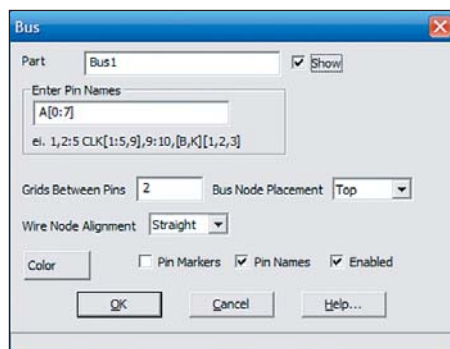 Bus
Part Bus1 Show
Enter Pin Names
A[0:7]
ei. 1,2:5 CLK[1:5,9],9:10,[B,K][1,2,3]
Grids Between Pins 2 Bus Node Placement Top
Wire Node Alignment Straight
Color Pin Markers Pin Names Enabled
OK Cancel Help...